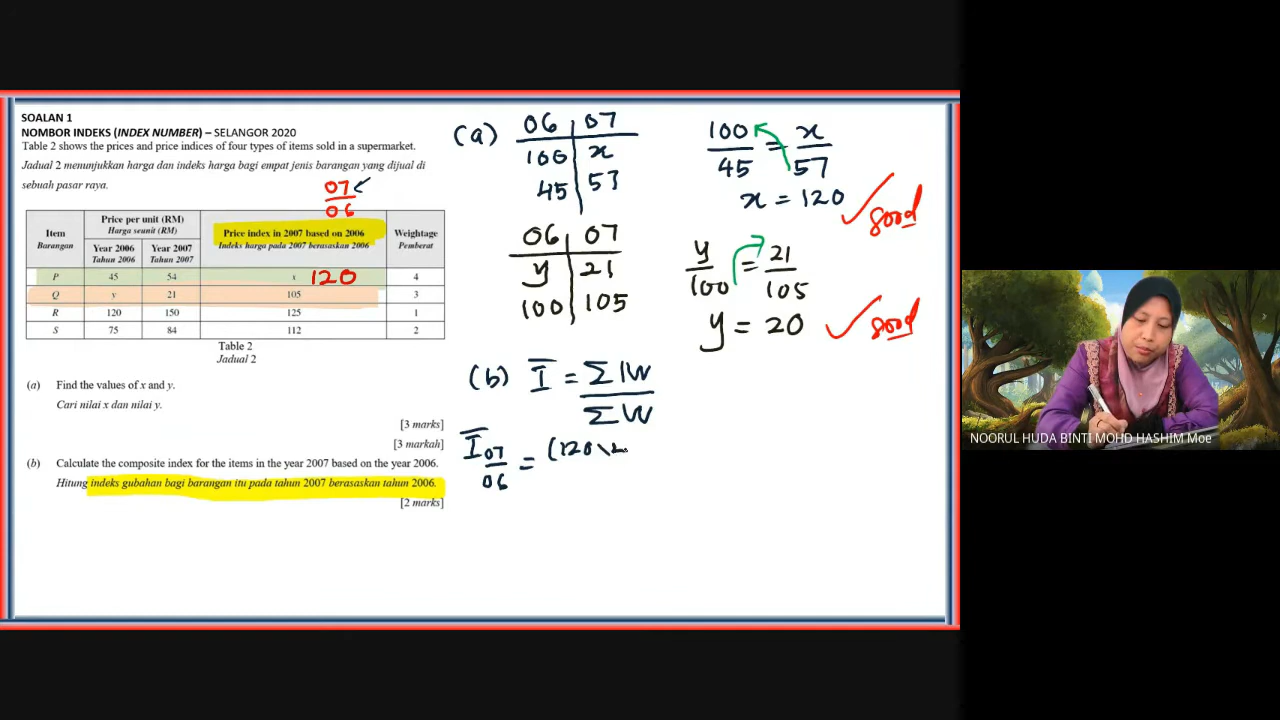 SOALAN 1
NOMBOR INDEKS (INDEX NUMBER) – SELANGOR 2020
Table 2 shows the prices and price indices of four types of items sold in a supermarket.
Jadual 2 menunjukkan harga dan indeks harga bagi empat jenis barangan yang dijual di
sebuah pasar raya.
07
06
Item
Barangan
Price per unit (RM)
Harga seunit (RM)
Year 2006
Tahun 2006
Year 2007
Tahun 2007
Price index in 2007 based on 2006
Indeks harga pada 2007 berasaskan 2006
Weightage
Pemberat
P 45 54 x 120 4
Q y 21 105 3
R 120 150 125 1
S 75 84 112 2
Table 2
Jadual 2
(a) Find the values of x and y.
Cari nilai x dan nilai y.
[3 marks]
[3 markah]
(b) Calculate the composite index for the items in the year 2007 based on the year 2006.
Hitung indeks gubahan bagi barangan itu pada tahun 2007 berasaskan tahun 2006.
[2 marks]
(a) 06 07
100 x
45 
100 = x
45 
x = 120
good
06 07
y 21
100 105
y = 21
100 105
y = 20
good
(b) I = ΣIW
ΣW
I 07 = (120
06
NOORUL HUDA BINTI MOHD HASHIM Moe